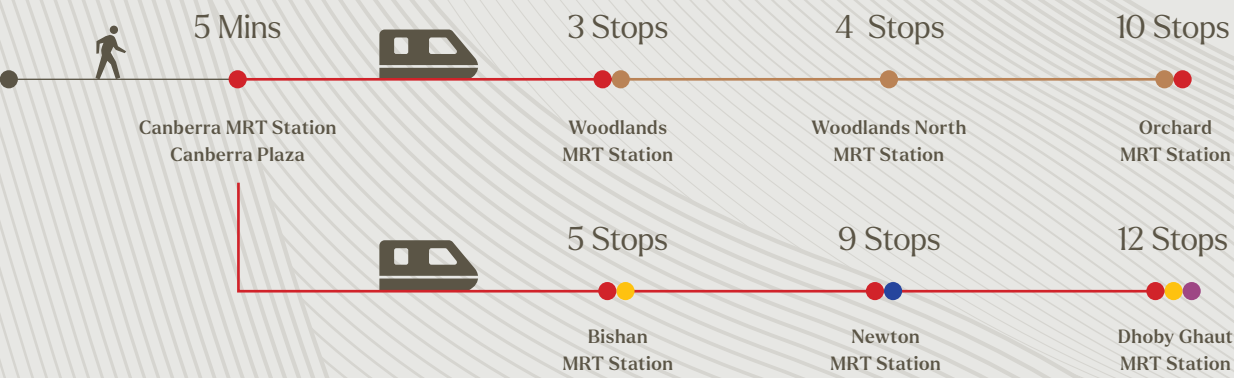 5 Mins
3 Stops
4 Stops
10 Stops
Canberra MRT Station
Canberra Plaza
Woodlands
MRT Station
Woodlands North
MRT Station
Orchard
MRT Station
5 Stops
9 Stops
12 Stops
Bishan
MRT Station
Newton
MRT Station
Dhoby Ghaut
MRT Station